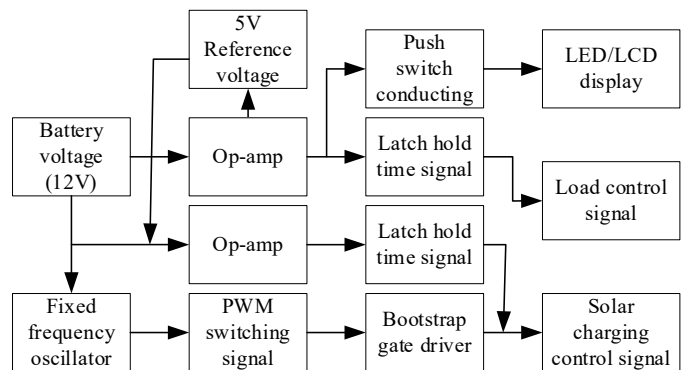 5V
Reference
voltage
Push
switch
conducting
LED/LCD
display
Battery
voltage
(12V)
Op-amp
Latch hold
time signal
Load control
signal
Op-amp
Latch hold
time signal
Fixed
frequency
oscillator
PWM
switching
signal
Bootstrap
gate driver
Solar
charging
control signal